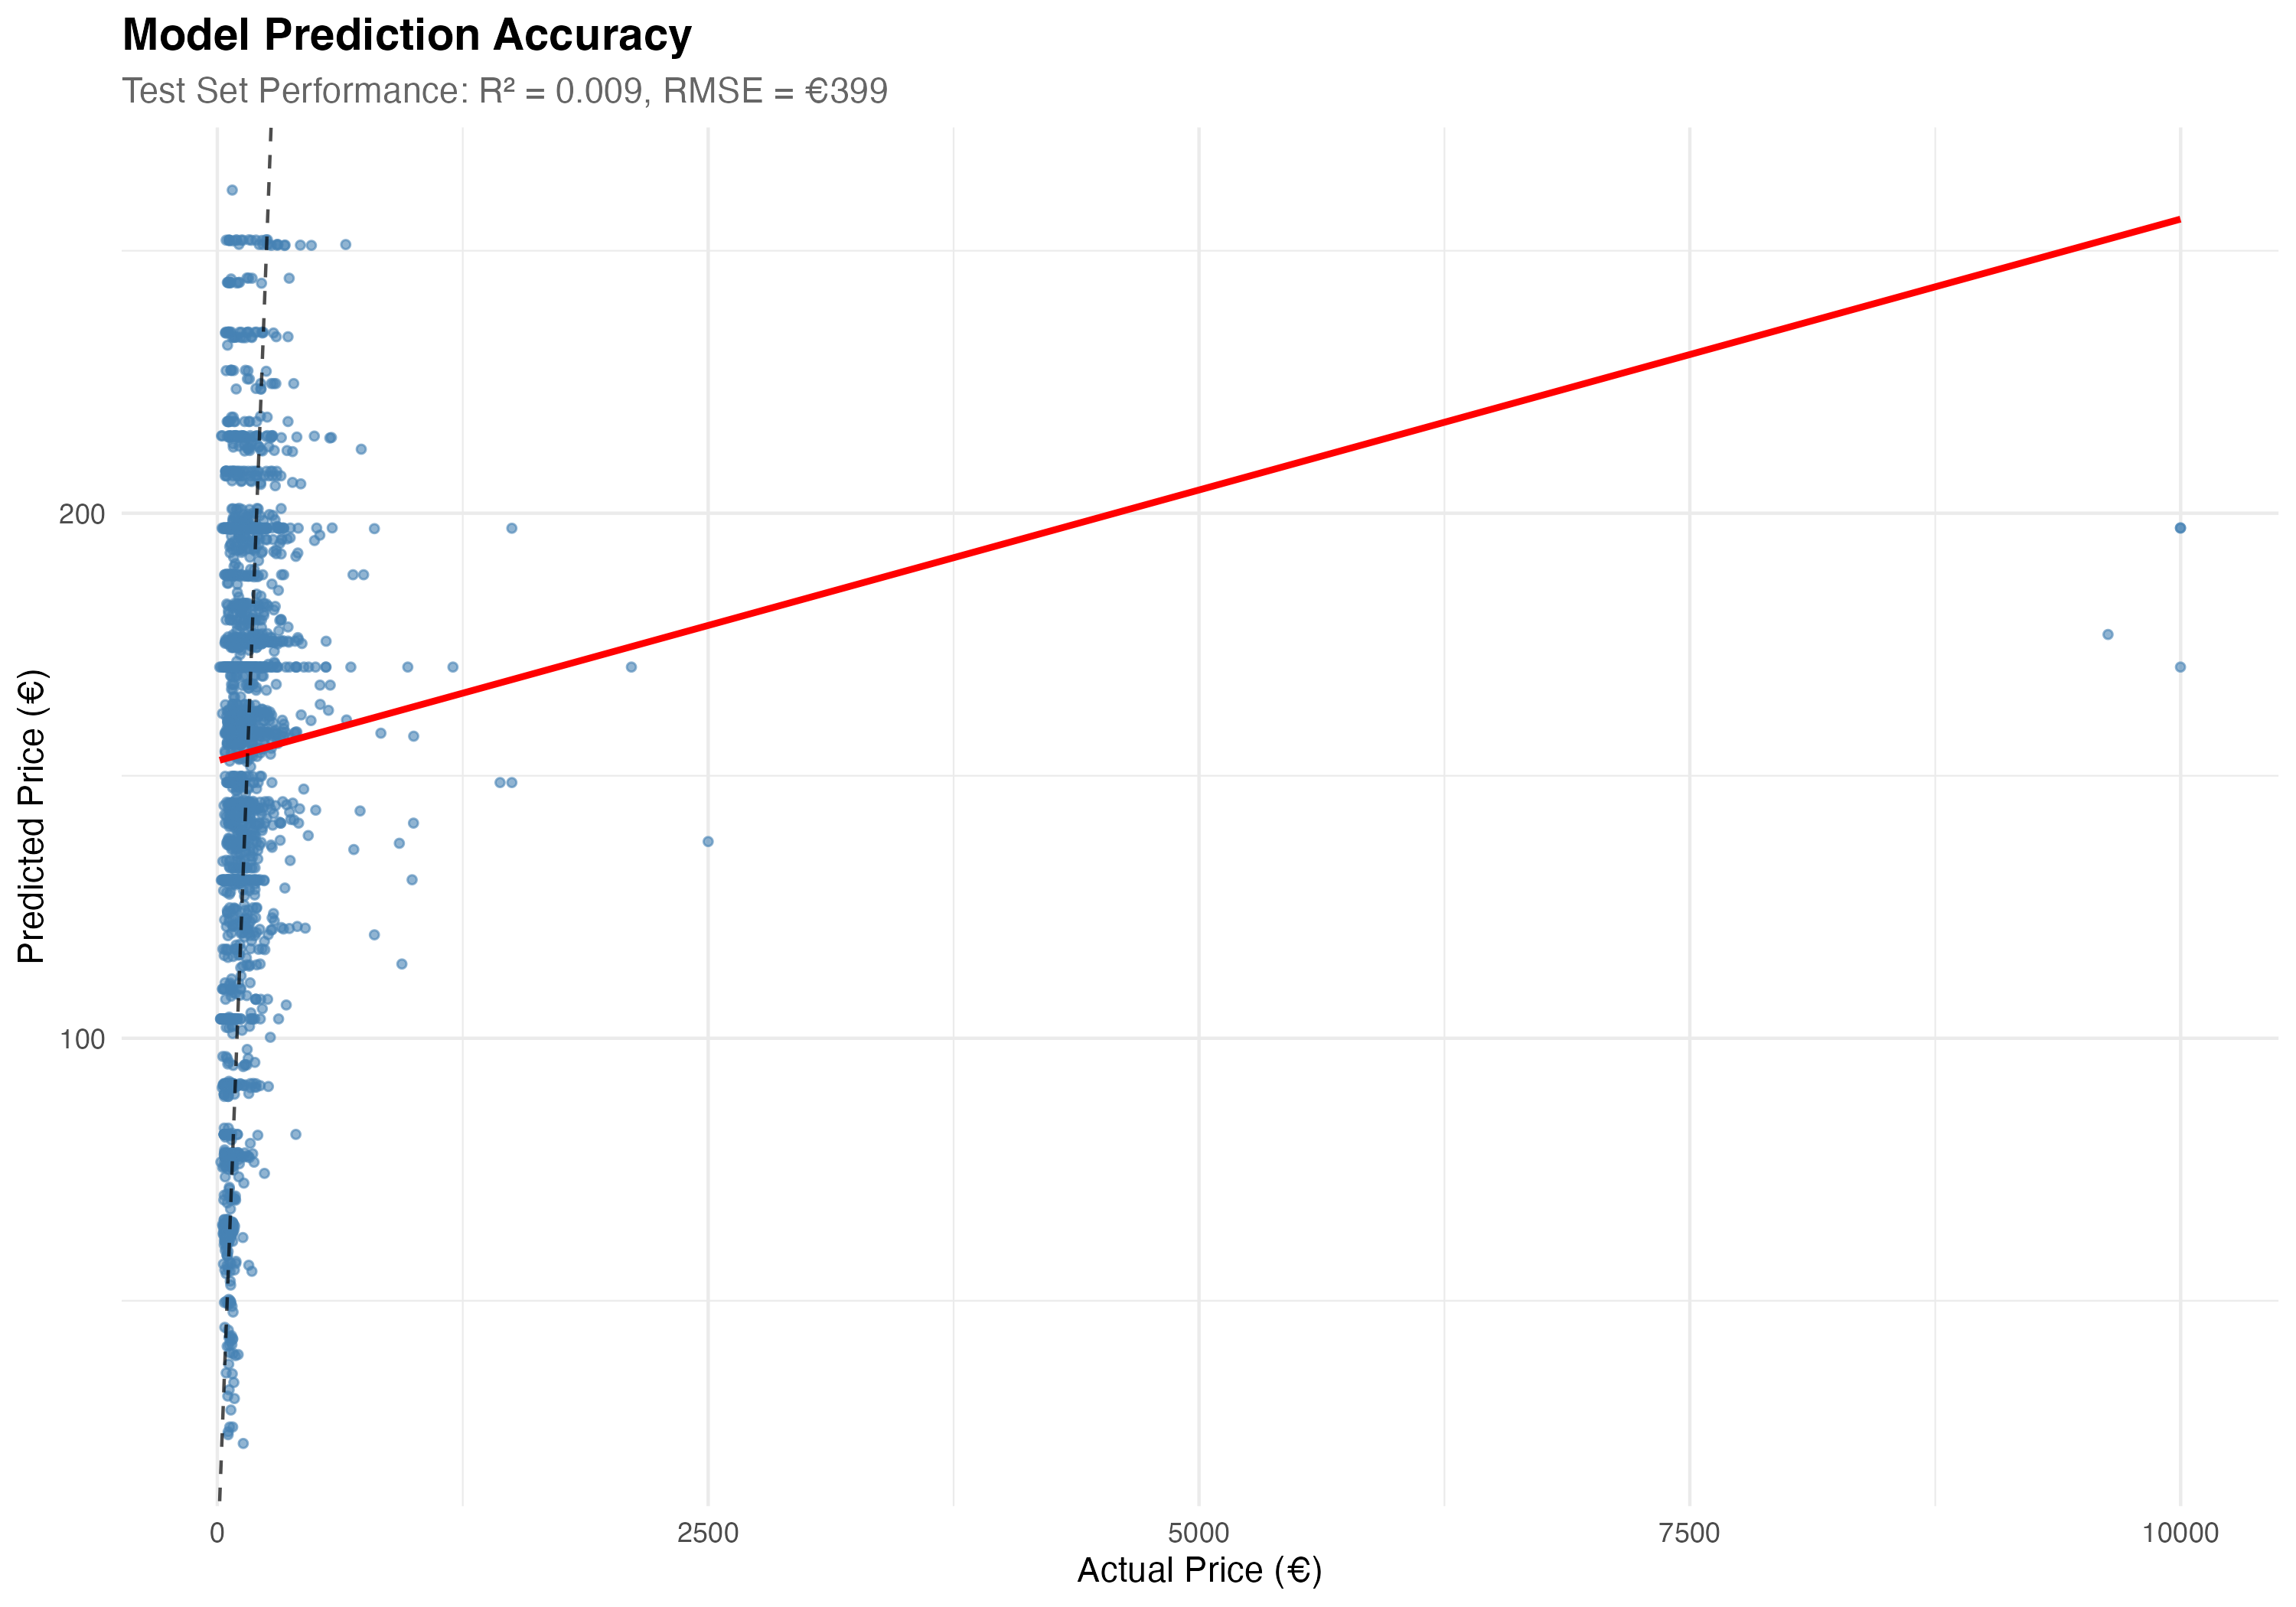 Model Prediction Accuracy
Test Set Performance: R² = 0.009, RMSE = €399
Predicted Price (€)
200
100
0 2500 5000 7500 10000
Actual Price (€)